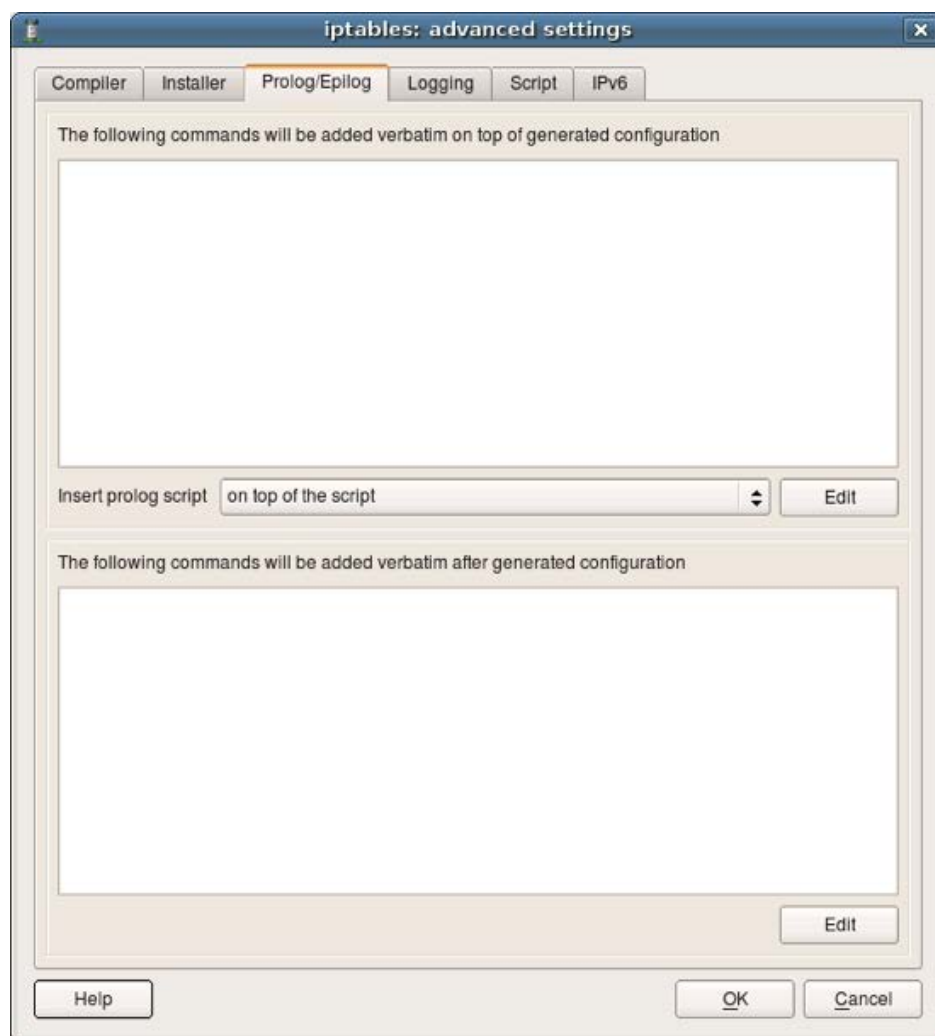 iptables: advanced settings
Compiler Installer Prolog/Epilog Logging Script IPv6
The following commands will be added verbatim on top of generated configuration
Insert prolog script on top of the script Edit
The following commands will be added verbatim after generated configuration
Edit
Help OK Cancel